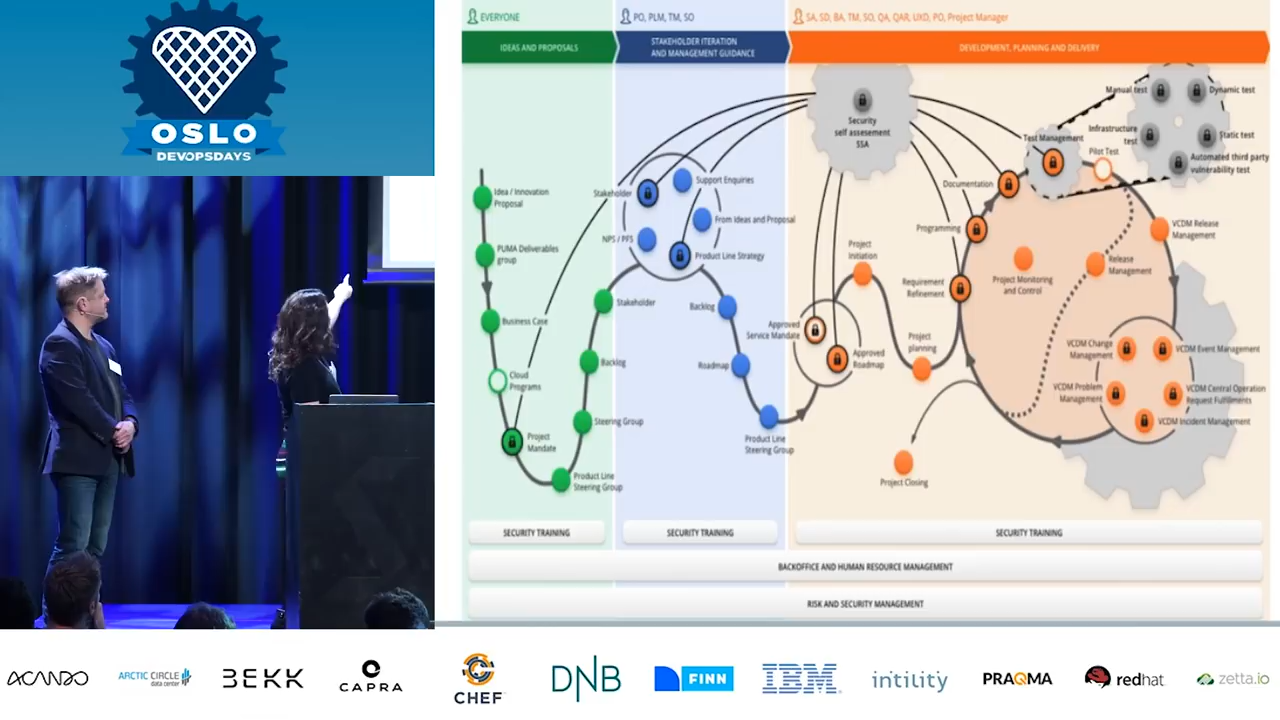 OSLO
DEVOPSDAYS
EVERYONE
PO, PLM, TM, SO
SA, SD, BA, TM, SO, QA, QAR, UXD, PO, Project Manager
IDEAS AND PROPOSALS
STAKEHOLDER ITERATION
AND MANAGEMENT GUIDANCE
DEVELOPMENT, PLANNING AND DELIVERY
Idea / Innovation
Proposal
PUMA Deliverables
group
Business Case
Cloud
Programs
Project
Mandate
Product Line
Steering Group
Steering Group
Backlog
Stakeholder
Stakeholder
Support Enquiries
From Ideas and Proposal
NPS / PFS
Product Line Strategy
Backlog
Roadmap
Product Line
Steering Group
Security
self assesement
SSA
Approved
Service Mandate
Approved
Roadmap
Project
Initiation
Project
planning
Requirement
Refinement
Programming
Documentation
Test Management
Pilot Test
Manual test
Dynamic test
Infrastructure
test
Static test
Automated third party
vulnerability test
VCDM Release
Management
Release
Management
Project Monitoring
and Control
VCDM Change
Management
VCDM Event Management
VCDM Problem
Management
VCDM Central Operation
Request Fulfilments
VCDM Incident Management
Project Closing
SECURITY TRAINING
SECURITY TRAINING
SECURITY TRAINING
BACKOFFICE AND HUMAN RESOURCE MANAGEMENT
RISK AND SECURITY MANAGEMENT
ACANDO
ARCTIC CIRCLE
data center
BEKK
CAPRA
CHEF
DNB
FINN
IBM
intility
PRAQMA
redhat
zetta.io